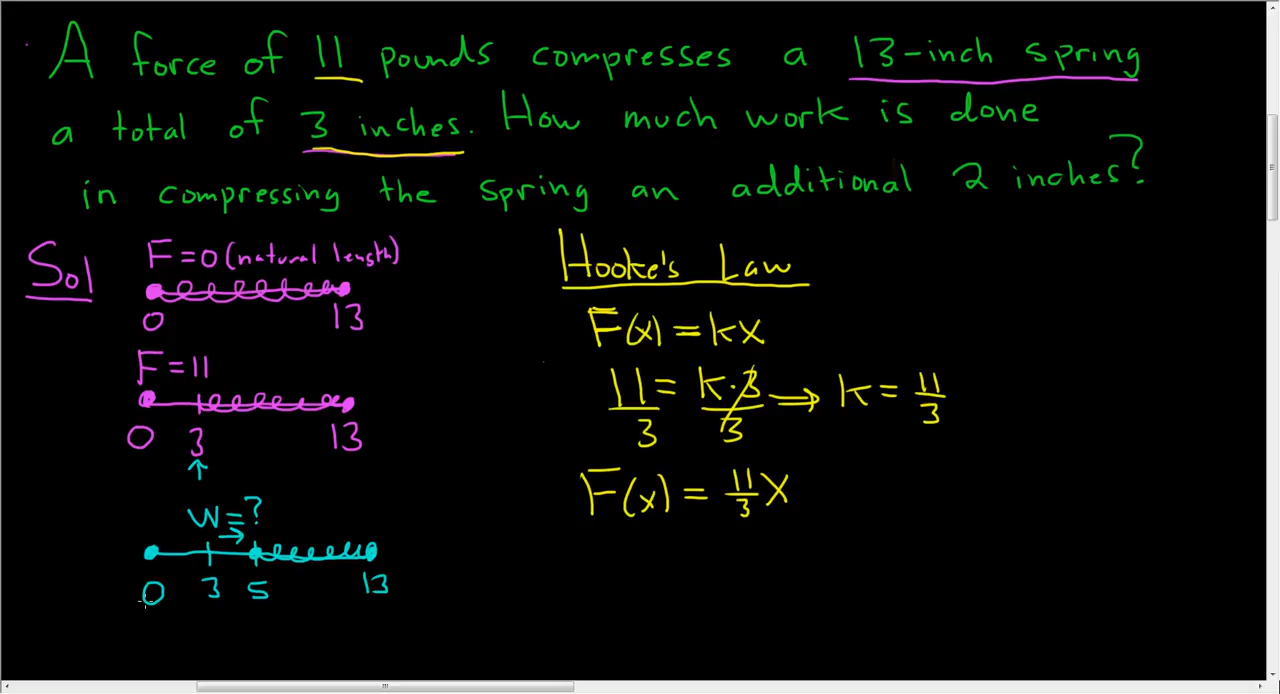 A force of 11 pounds compresses a 13-inch spring
a total of 3 inches. How much work is done
in compressing the spring an additional 2 inches?
Sol
F=0 (natural length)
0 13
F=11
0 3 13
W=?
0 3 5 13
Hooke's Law
F(x)=kx
11/3 = k·3/3 ⟹ k = 11/3
F(x) = 11/3 x